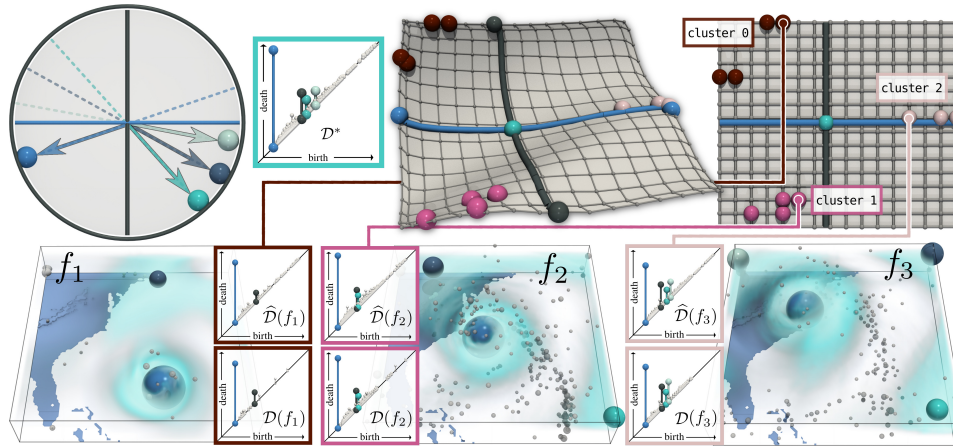 cluster 0
cluster 2
death
𝒟*
birth
cluster 1
f₁
f₂
f₃
death
𝒟̂(f₁)
birth
death
𝒟̂(f₂)
birth
death
𝒟̂(f₃)
birth
death
𝒟(f₁)
birth
death
𝒟(f₂)
birth
death
𝒟(f₃)
birth